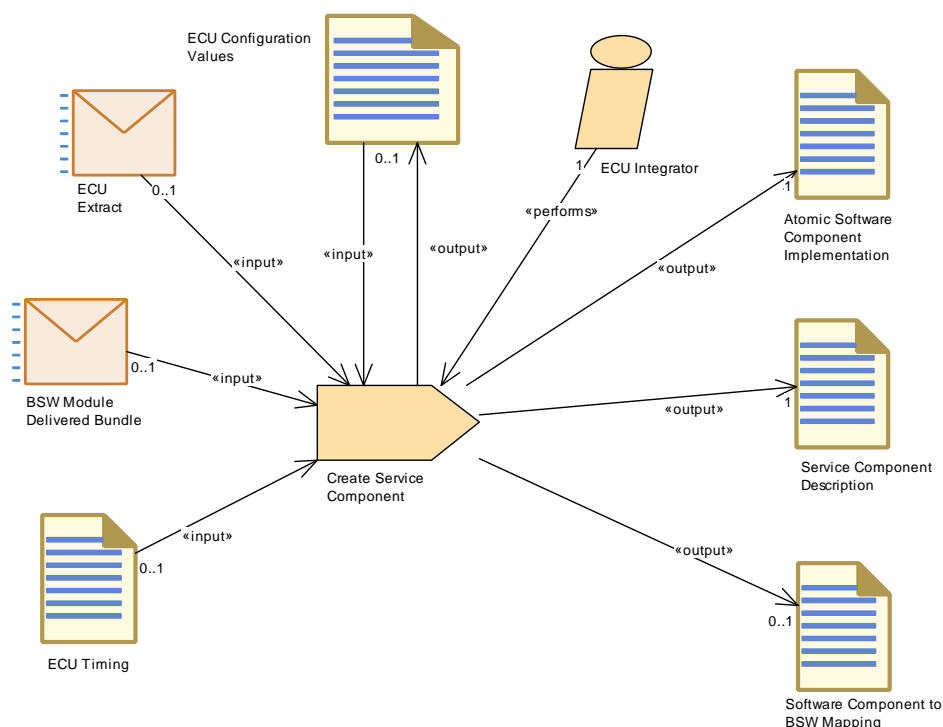 ECU Configuration
Values
0..1
ECU
Extract
0..1
1
ECU Integrator
«performs»
1
Atomic Software
Component
Implementation
«input»
«input»
«output»
«output»
BSW Module
Delivered Bundle
0..1
«input»
«output»
1
Create Service
Component
Service Component
Description
ECU Timing
0..1
«input»
«output»
0..1
Software Component to
BSW Mapping